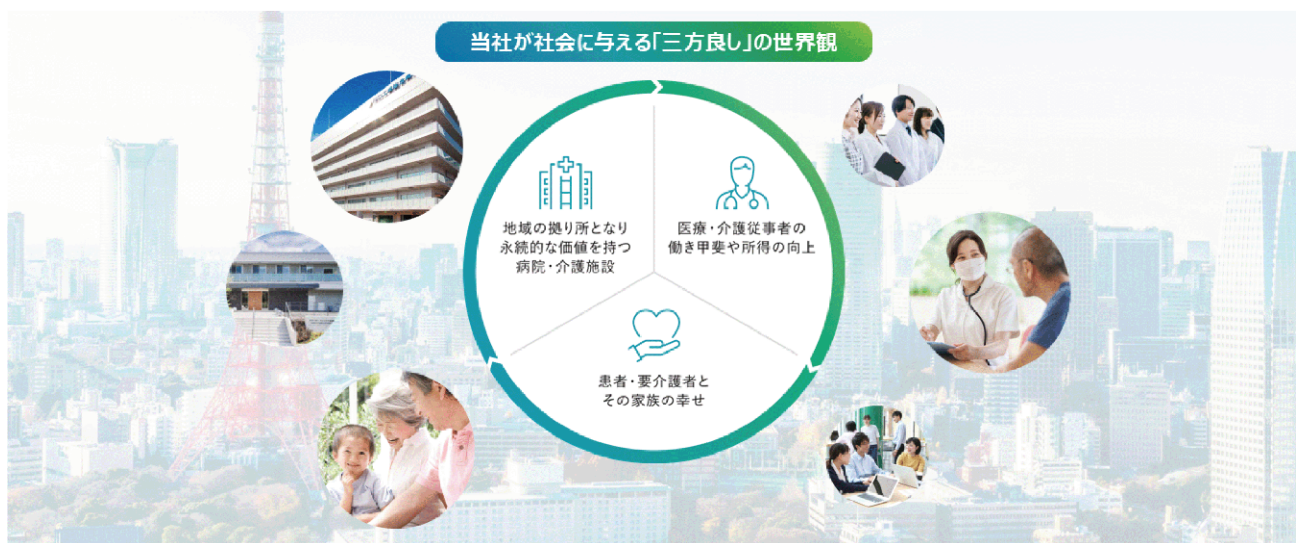 当社が社会に与える「三方良し」の世界観
地域の拠り所となり
永続的な価値を持つ
病院・介護施設
医療・介護従事者の
働き甲斐や所得の向上
患者・要介護者と
その家族の幸せ